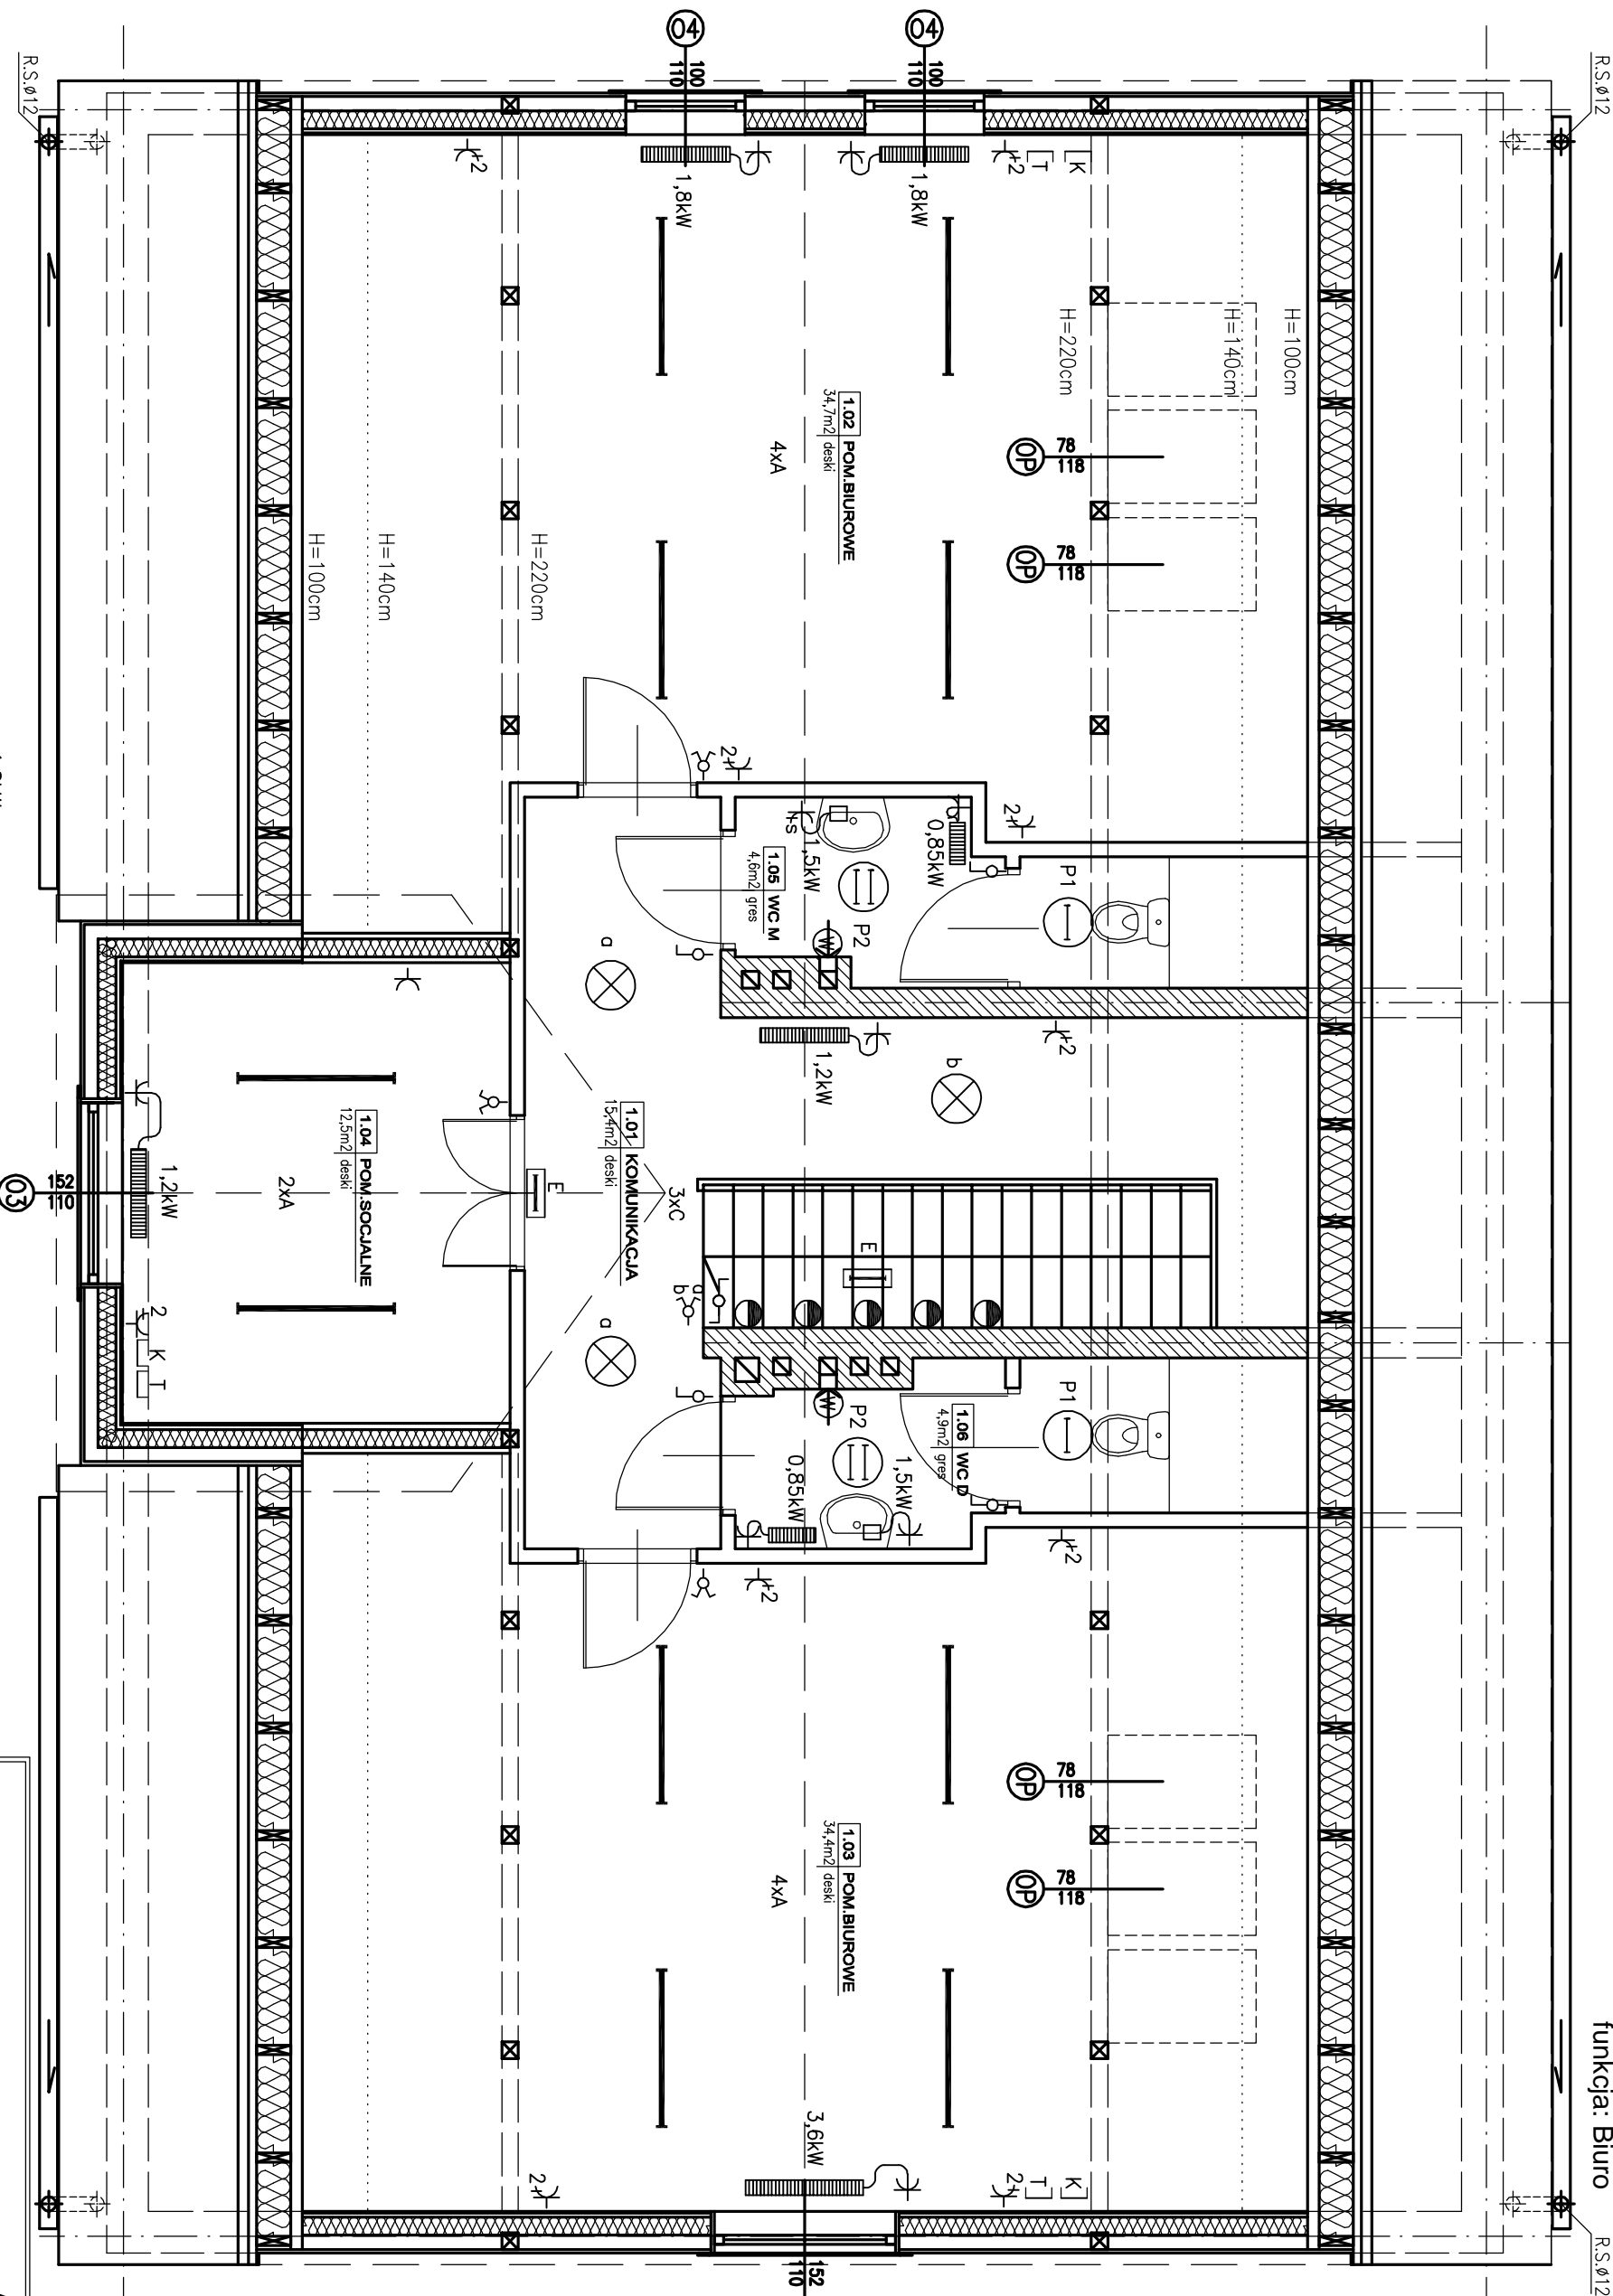 funkcja: Biuro
R.S.ø12
R.S.ø12
R.S.ø12
04
100
110
04
100
110
1,8kW
1,8kW
+2
+2
T
K
H=100cm
H=140cm
H=220cm
H=220cm
H=140cm
H=100cm
1.02 POM.BIUROWE
34,7m2 deski
4xA
OP
78
118
OP
78
118
2+
2+
+s
1,5kW
0,85kW
1.05 WC M
4,6m2 gres
P1
P2
W
a
b
+2
1,2kW
1.01 KOMUNIKACJA
15,4m2 deski
3xC
E
E
a
b
a
1.04 POM.SOCJALNE
12,5m2 deski
2xA
1,2kW
03
152
110
2
K
T
P1
P2
W
1.06 WC D
4,9m2 gres
1,5kW
0,85kW
+2
+2
1.03 POM.BIUROWE
34,4m2 deski
4xA
OP
78
118
OP
78
118
3,6kW
2+
2+
T
K
152
110